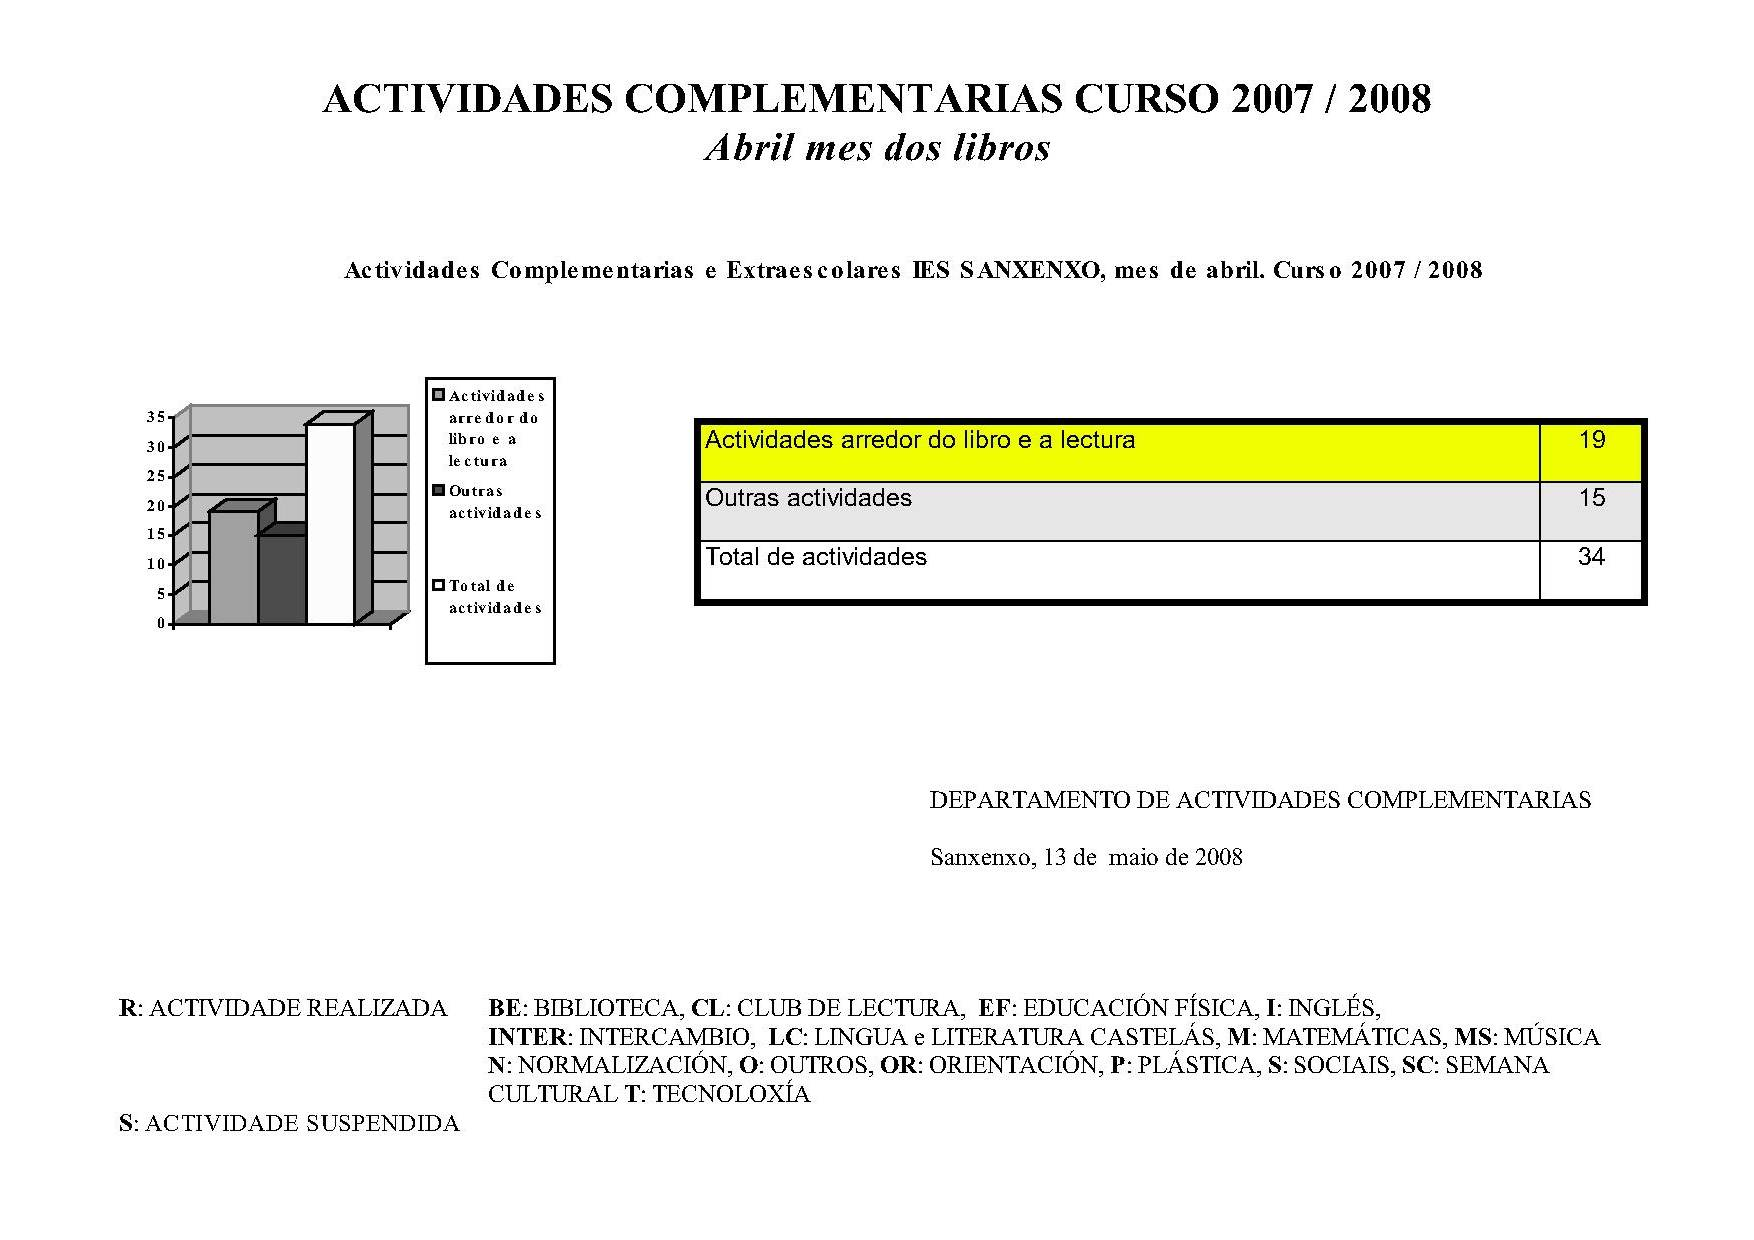 ACTIVIDADES COMPLEMENTARIAS CURSO 2007 / 2008
Abril mes dos libros
Actividades Complementarias e Extraescolares IES SANXENXO, mes de abril. Curso 2007 / 2008
35
30
25
20
15
10
5
0
Actividades
arredor do
libro e a
lectura
Outras
actividades
Total de
actividades
Actividades arredor do libro e a lectura 19
Outras actividades 15
Total de actividades 34
DEPARTAMENTO DE ACTIVIDADES COMPLEMENTARIAS
Sanxenxo, 13 de maio de 2008
R: ACTIVIDADE REALIZADA
BE: BIBLIOTECA, CL: CLUB DE LECTURA, EF: EDUCACIÓN FÍSICA, I: INGLÉS,
INTER: INTERCAMBIO, LC: LINGUA e LITERATURA CASTELÁS, M: MATEMÁTICAS, MS: MÚSICA
N: NORMALIZACIÓN, O: OUTROS, OR: ORIENTACIÓN, P: PLÁSTICA, S: SOCIAIS, SC: SEMANA
CULTURAL T: TECNOLOXÍA
S: ACTIVIDADE SUSPENDIDA